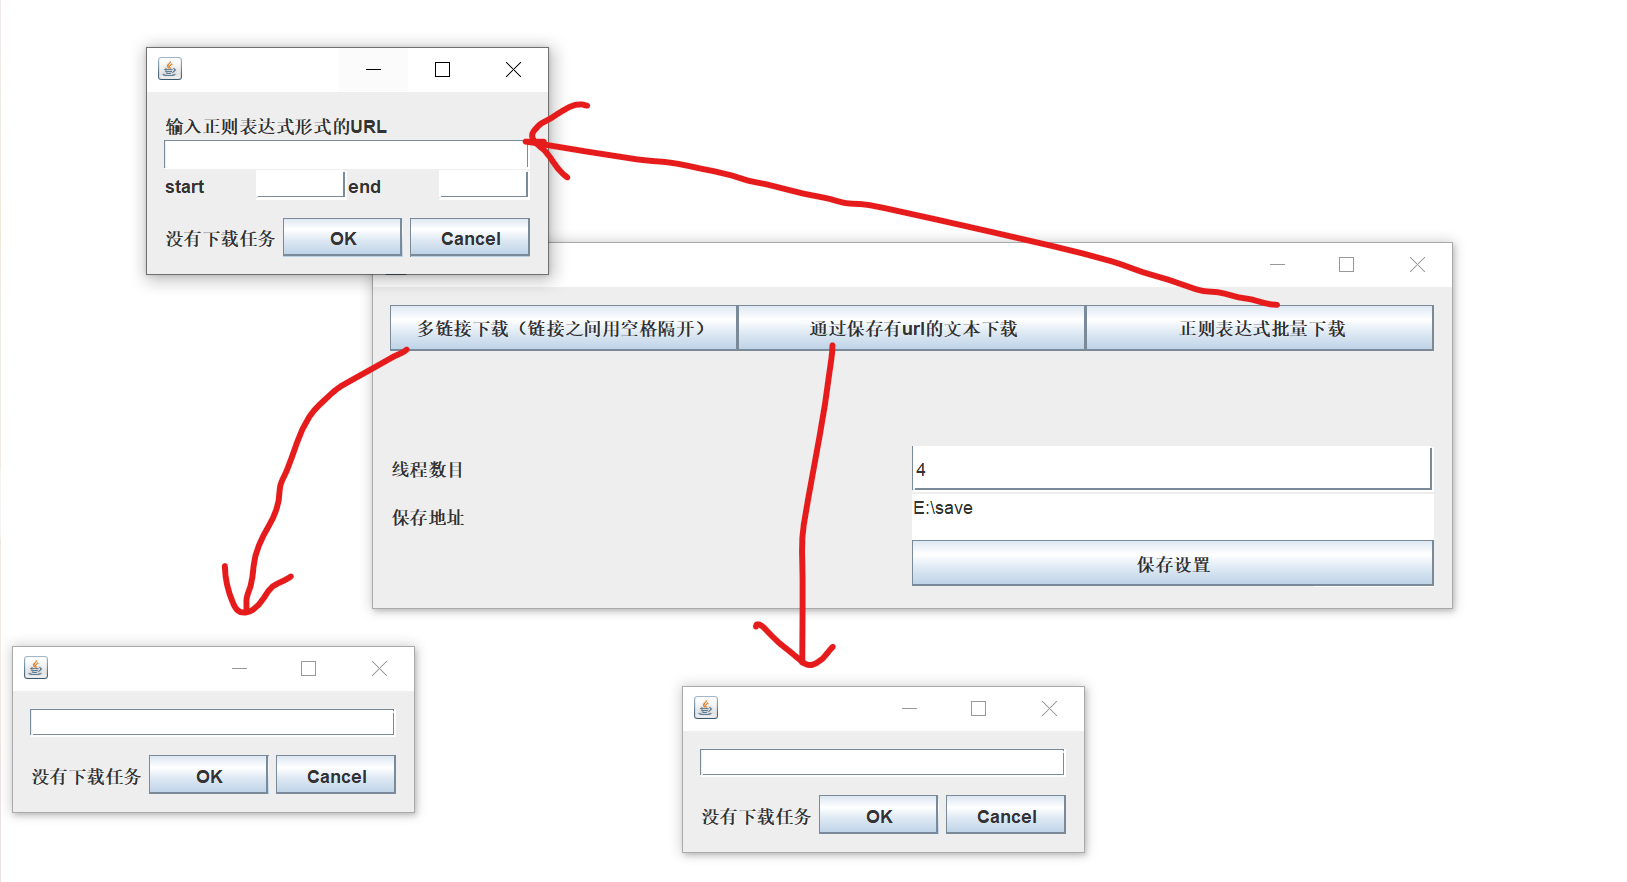 输入正则表达式形式的URL
start end
没有下载任务 OK Cancel
多链接下载（链接之间用空格隔开） 通过保存有url的文本下载 正则表达式批量下载
线程数目 4
保存地址 E:\save
保存设置
没有下载任务 OK Cancel
没有下载任务 OK Cancel